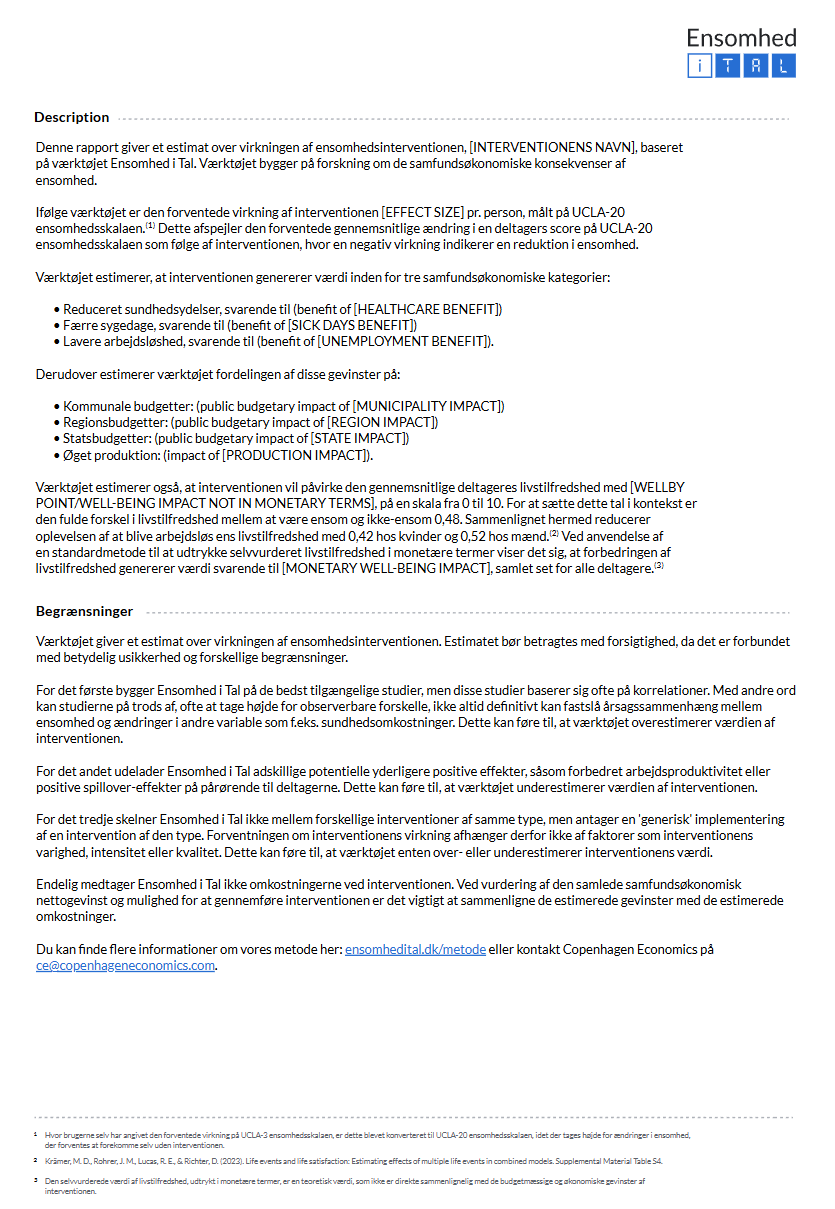 Ensomhed
i T A L
Description
Denne rapport giver et estimat over virkningen af ensomhedsinterventionen, [INTERVENTIONENS NAVN], baseret
på værktøjet Ensomhed i Tal. Værktøjet bygger på forskning om de samfundsøkonomiske konsekvenser af
ensomhed.
Ifølge værktøjet er den forventede virkning af interventionen [EFFECT SIZE] pr. person, målt på UCLA-20
ensomhedsskalaen.(1) Dette afspejler den forventede gennemsnitlige ændring i en deltagers score på UCLA-20
ensomhedsskalaen som følge af interventionen, hvor en negativ virkning indikerer en reduktion i ensomhed.
Værktøjet estimerer, at interventionen genererer værdi inden for tre samfundsøkonomiske kategorier:
• Reduceret sundhedsydelser, svarende til (benefit of [HEALTHCARE BENEFIT])
• Færre sygedage, svarende til (benefit of [SICK DAYS BENEFIT])
• Lavere arbejdsløshed, svarende til (benefit of [UNEMPLOYMENT BENEFIT]).
Derudover estimerer værktøjet fordelingen af disse gevinster på:
• Kommunale budgetter: (public budgetary impact of [MUNICIPALITY IMPACT])
• Regionsbudgetter: (public budgetary impact of [REGION IMPACT])
• Statsbudgetter: (public budgetary impact of [STATE IMPACT])
• Øget produktion: (impact of [PRODUCTION IMPACT]).
Værktøjet estimerer også, at interventionen vil påvirke den gennemsnitlige deltageres livstilfredshed med [WELLBY
POINT/WELL-BEING IMPACT NOT IN MONETARY TERMS], på en skala fra 0 til 10. For at sætte dette tal i kontekst er
den fulde forskel i livstilfredshed mellem at være ensom og ikke-ensom 0,48. Sammenlignet hermed reducerer
oplevelsen af at blive arbejdsløs ens livstilfredshed med 0,42 hos kvinder og 0,52 hos mænd.(2) Ved anvendelse af
en standardmetode til at udtrykke selvvurderet livstilfredshed i monetære termer viser det sig, at forbedringen af
livstilfredshed genererer værdi svarende til [MONETARY WELL-BEING IMPACT], samlet set for alle deltagere.(3)
Begrænsninger
Værktøjet giver et estimat over virkningen af ensomhedsinterventionen. Estimatet bør betragtes med forsigtighed, da det er forbundet
med betydelig usikkerhed og forskellige begrænsninger.
For det første bygger Ensomhed i Tal på de bedst tilgængelige studier, men disse studier baserer sig ofte på korrelationer. Med andre ord
kan studierne på trods af, ofte at tage højde for observerbare forskelle, ikke altid definitivt kan fastslå årsagssammenhæng mellem
ensomhed og ændringer i andre variable som f.eks. sundhedsomkostninger. Dette kan føre til, at værktøjet overestimerer værdien af
interventionen.
For det andet udelader Ensomhed i Tal adskillige potentielle yderligere positive effekter, såsom forbedret arbejdsproduktivitet eller
positive spillover-effekter på pårørende til deltagerne. Dette kan føre til, at værktøjet underestimerer værdien af interventionen.
For det tredje skelner Ensomhed i Tal ikke mellem forskellige interventioner af samme type, men antager en 'generisk' implementering
af en intervention af den type. Forventningen om interventionens virkning afhænger derfor ikke af faktorer som interventionens
varighed, intensitet eller kvalitet. Dette kan føre til, at værktøjet enten over- eller underestimerer interventionens værdi.
Endelig medtager Ensomhed i Tal ikke omkostningerne ved interventionen. Ved vurdering af den samlede samfundsøkonomisk
nettogevinst og mulighed for at gennemføre interventionen er det vigtigt at sammenligne de estimerede gevinster med de estimerede
omkostninger.
Du kan finde flere informationer om vores metode her: ensomhedital.dk/metode eller kontakt Copenhagen Economics på
ce@copenhageneconomics.com.
1 Hvor brugerne selv har angivet den forventede virkning på UCLA-3 ensomhedsskalaen, er dette blevet konverteret til UCLA-20 ensomhedsskalaen, idet der tages højde for ændringer i ensomhed,
der forventes at forekomme selv uden interventionen.
2 Krämer, M. D., Rohrer, J. M., Lucas, R. E., & Richter, D. (2023). Life events and life satisfaction: Estimating effects of multiple life events in combined models. Supplemental Material Table S4.
3 Den selvvurderede værdi af livstilfredshed, udtrykt i monetære termer, er en teoretisk værdi, som ikke er direkte sammenlignelig med de budgetmæssige og økonomiske gevinster af
interventionen.